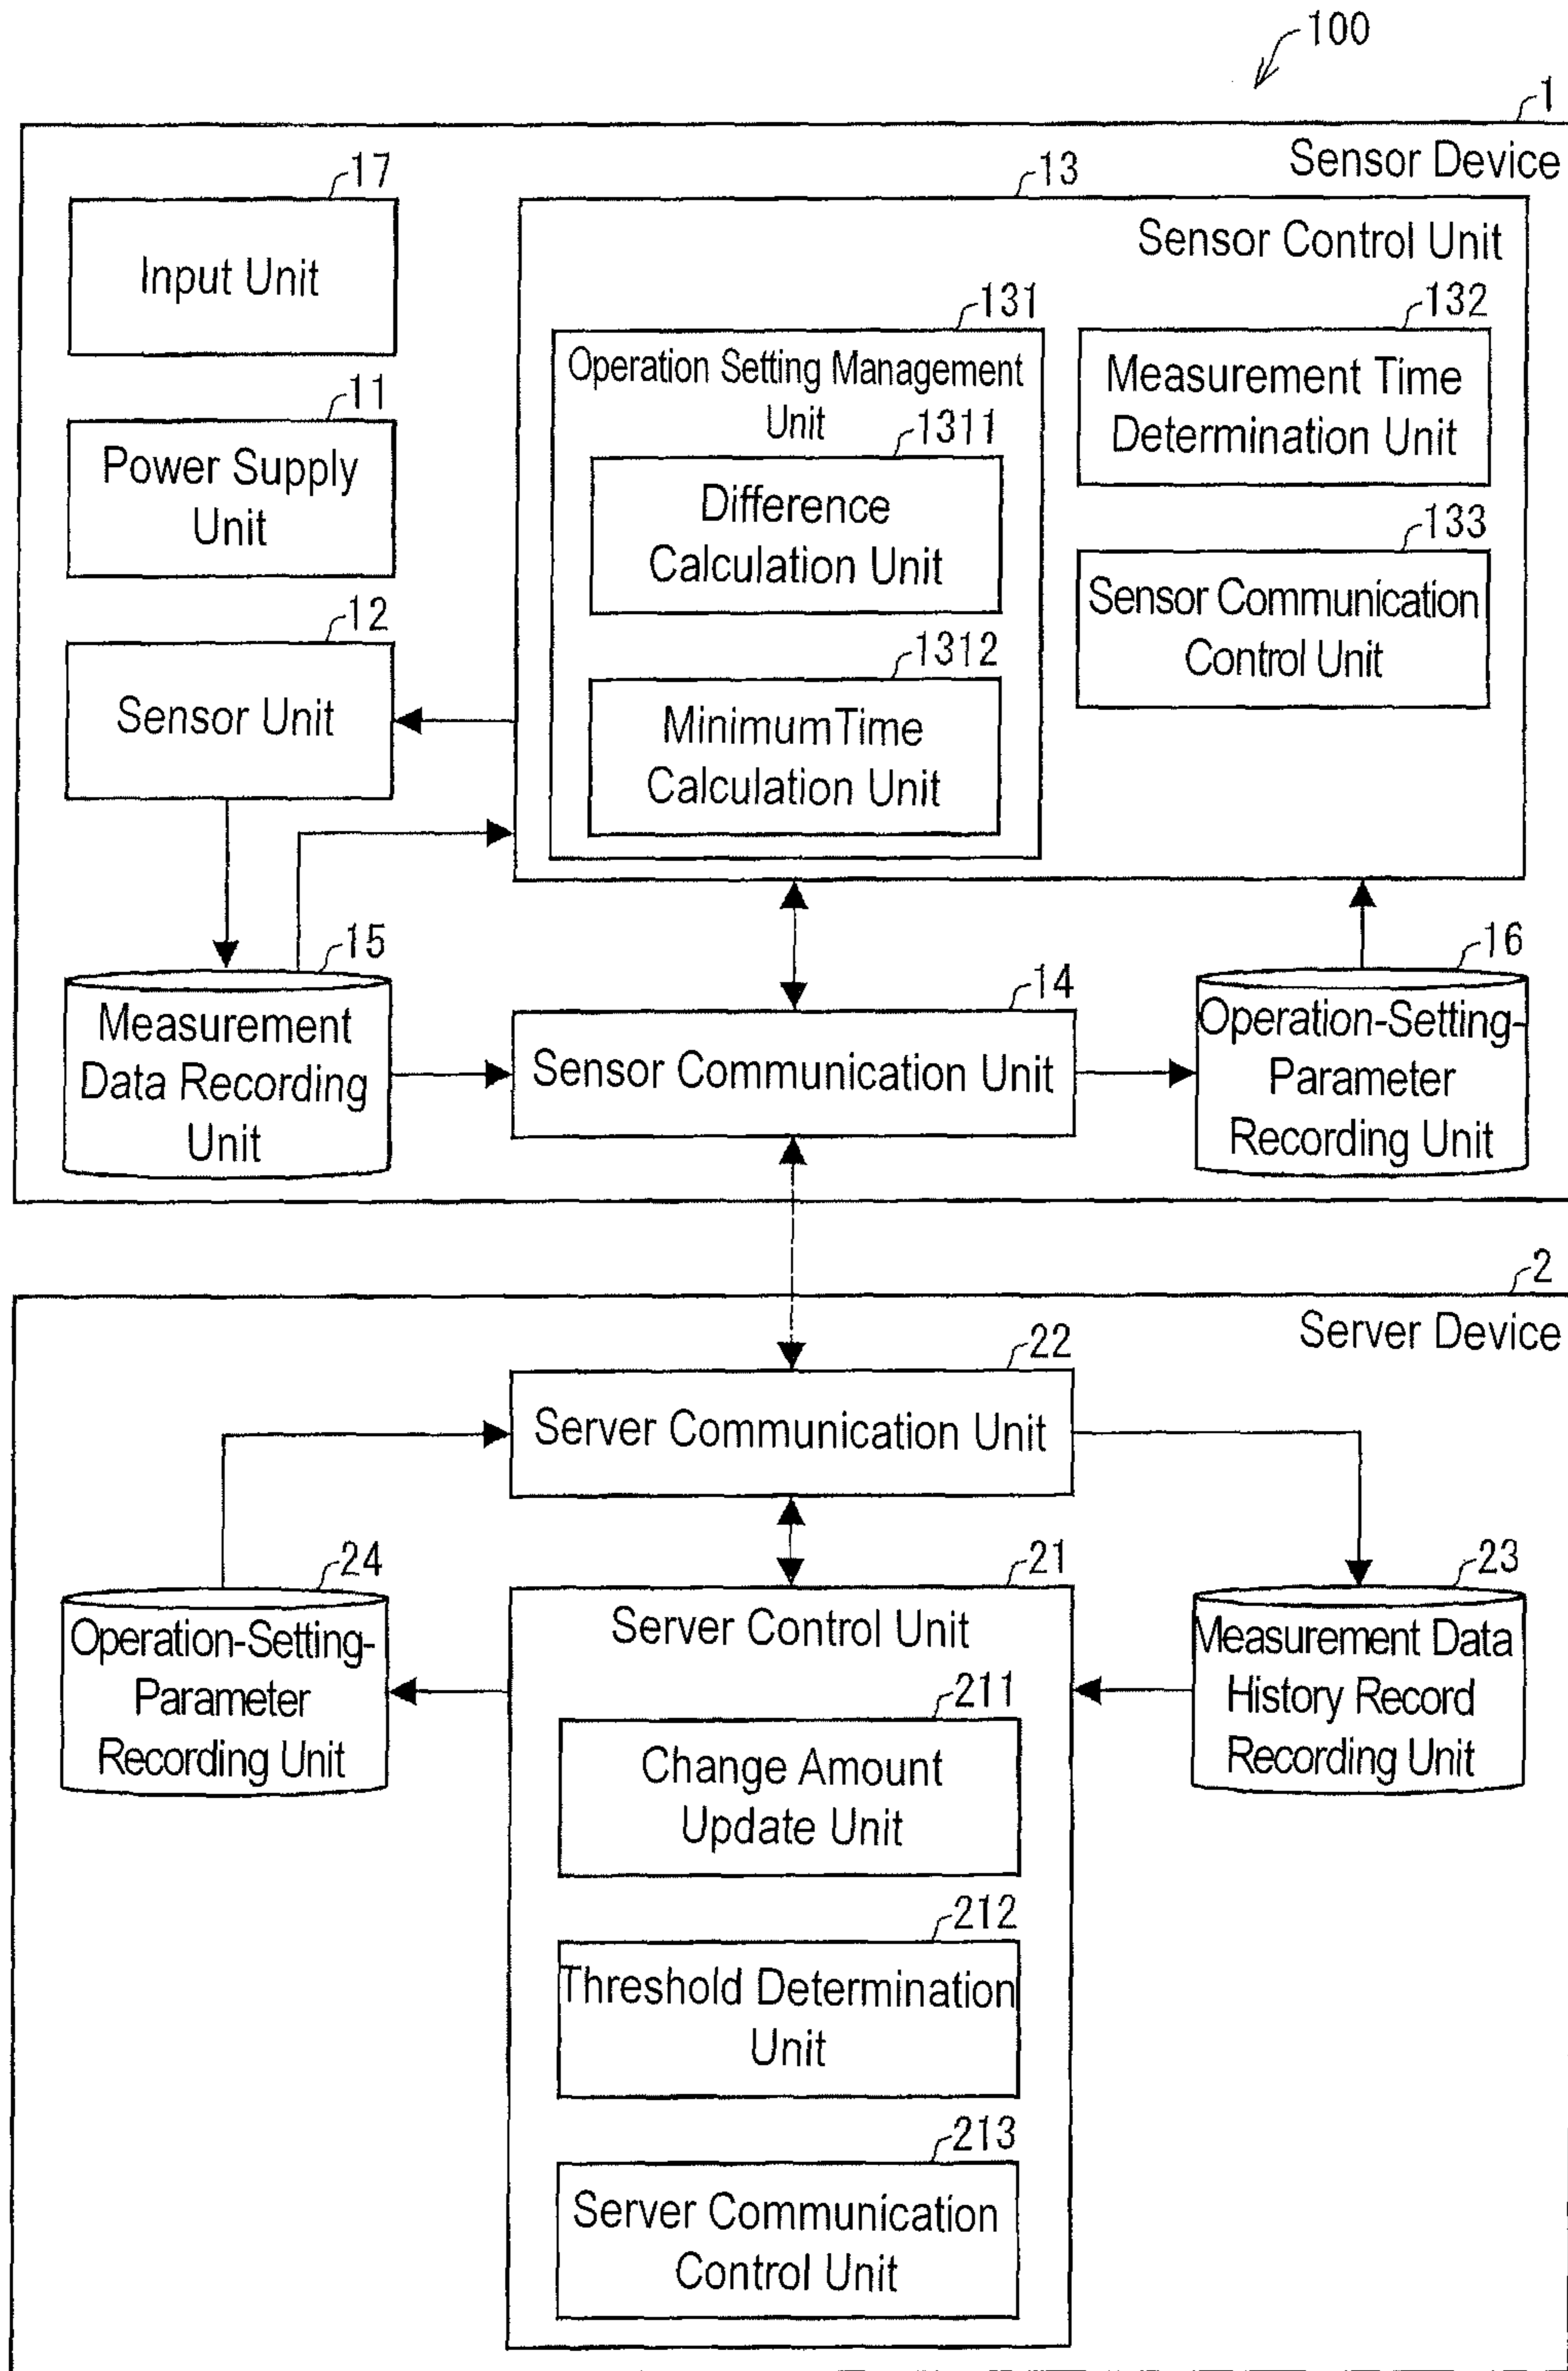 100
1
Sensor Device
17
Input Unit
11
Power Supply
Unit
12
Sensor Unit
13
Sensor Control Unit
131
Operation Setting Management
Unit
1311
Difference
Calculation Unit
1312
MinimumTime
Calculation Unit
132
Measurement Time
Determination Unit
133
Sensor Communication
Control Unit
15
Measurement
Data Recording
Unit
14
Sensor Communication Unit
16
Operation-Setting-
Parameter
Recording Unit
2
Server Device
22
Server Communication Unit
24
Operation-Setting-
Parameter
Recording Unit
21
Server Control Unit
211
Change Amount
Update Unit
212
Threshold Determination
Unit
213
Server Communication
Control Unit
23
Measurement Data
History Record
Recording Unit